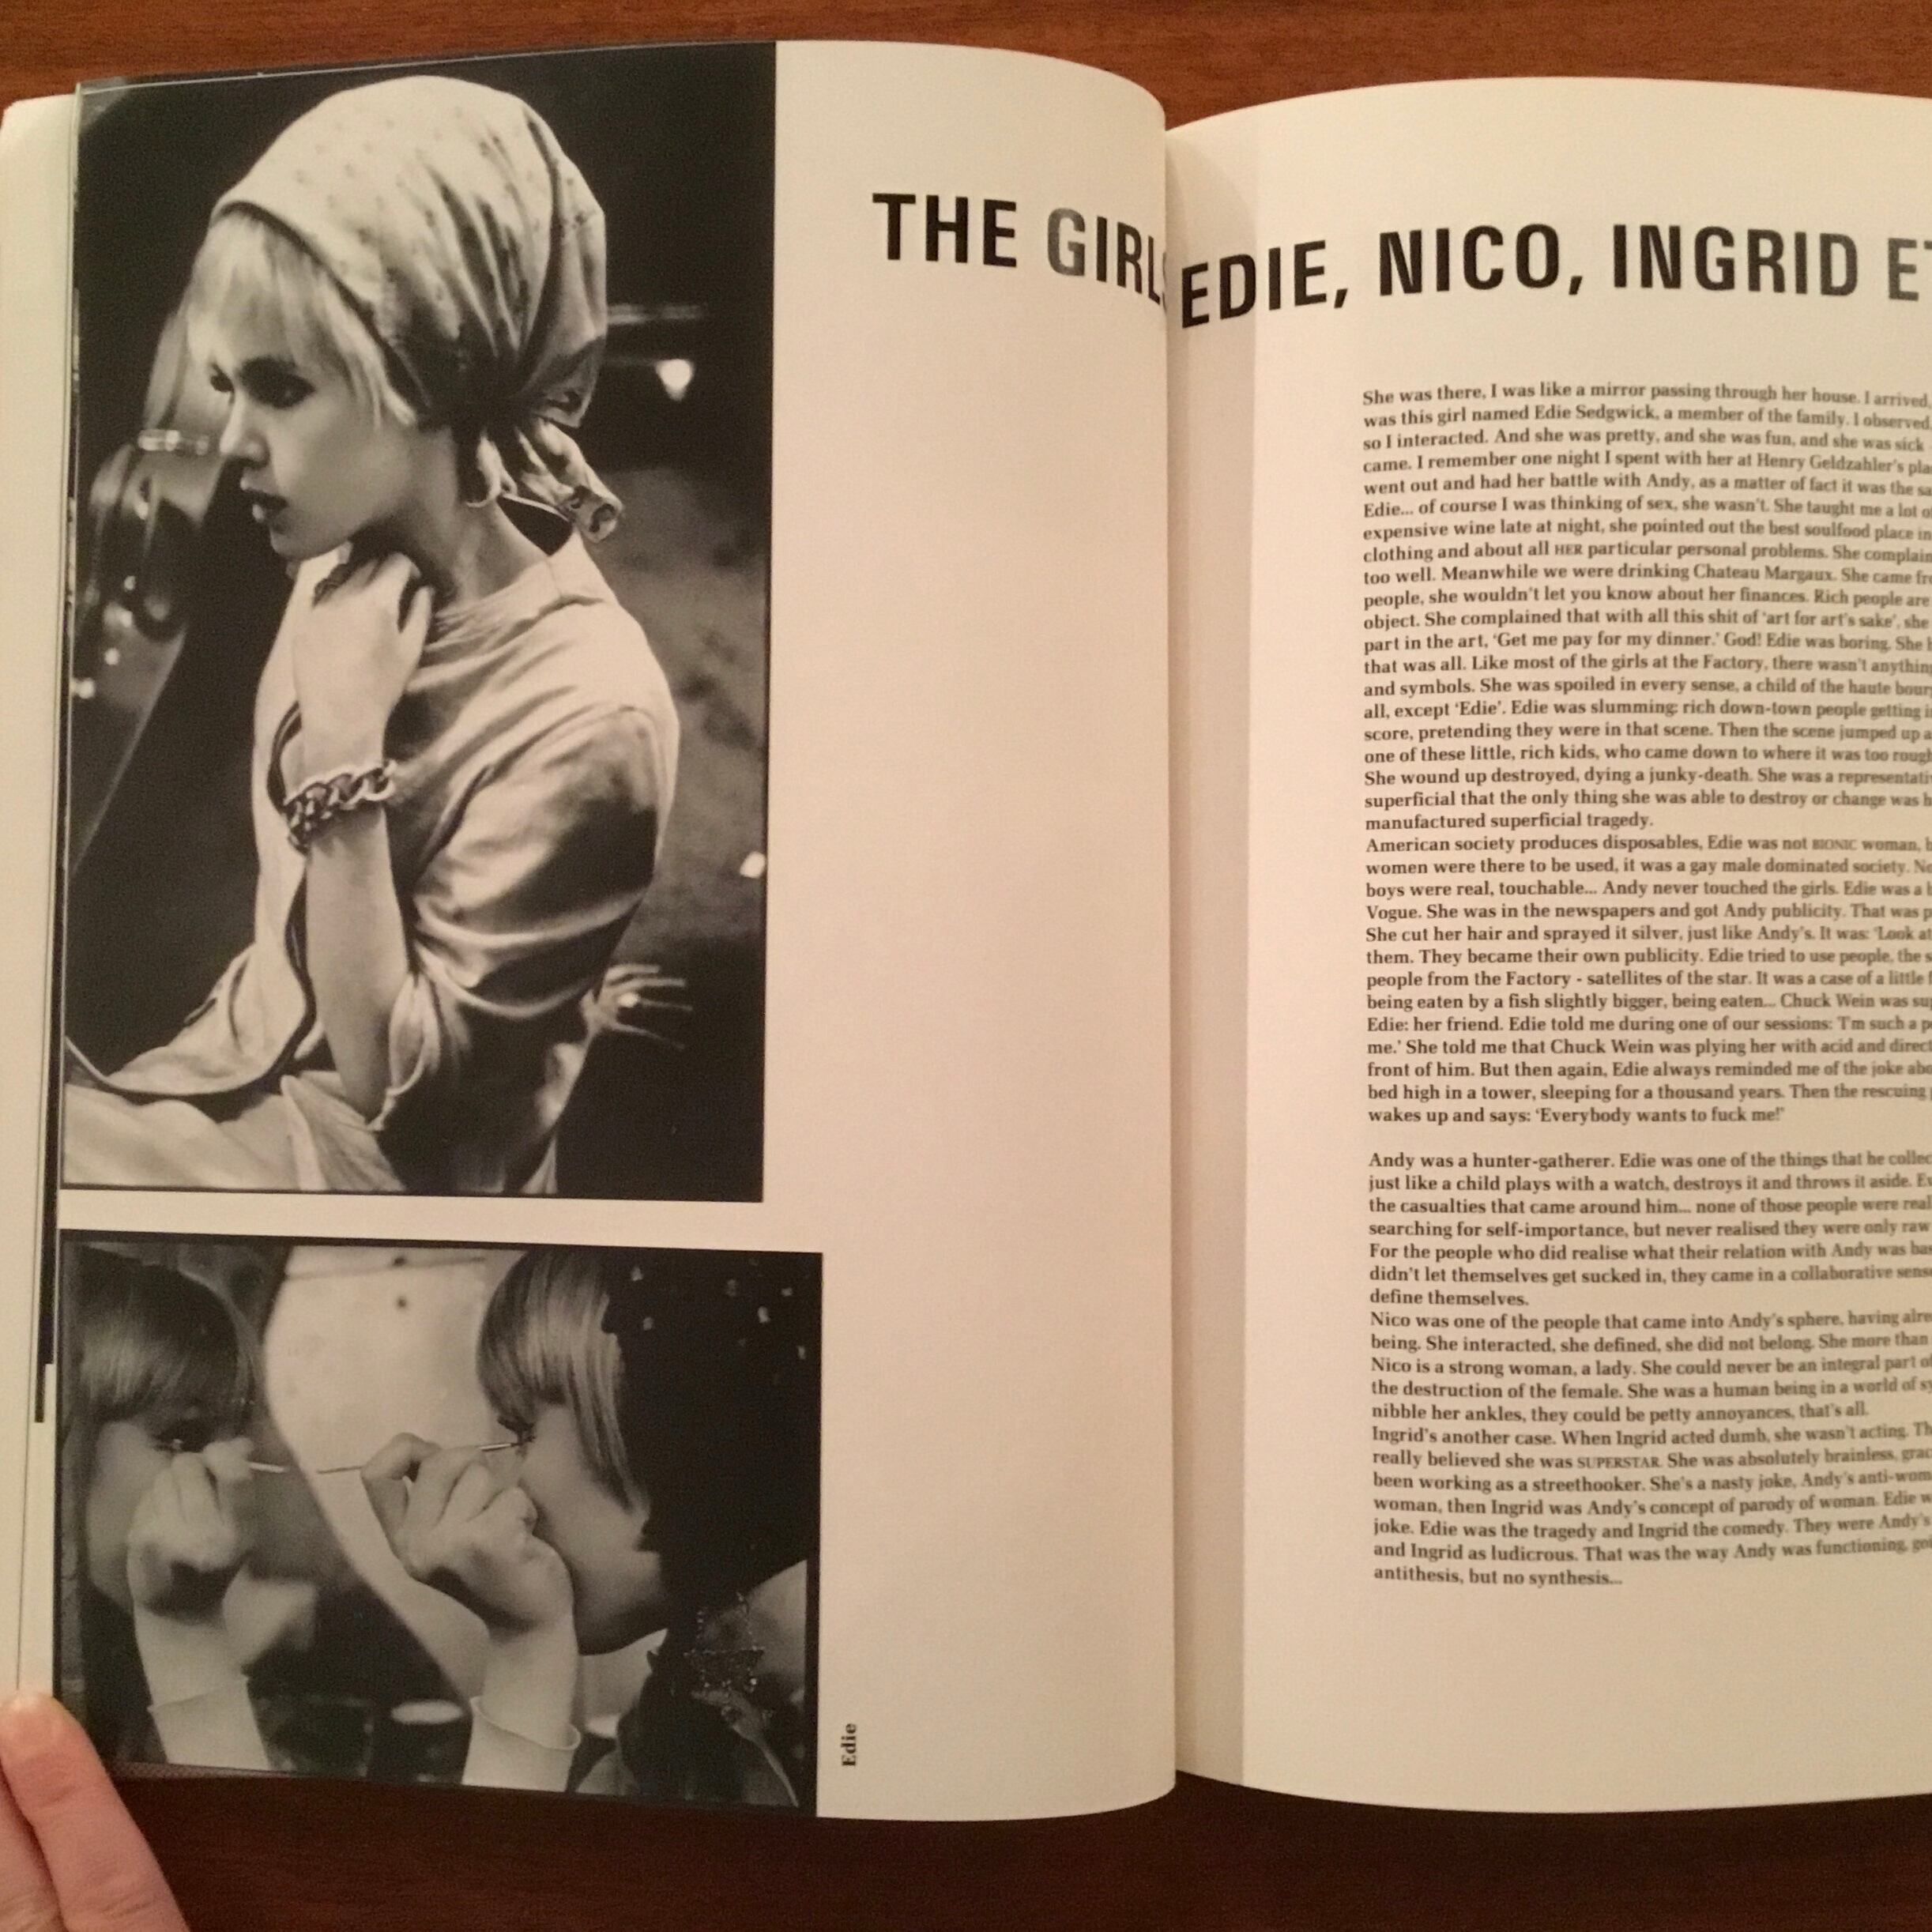 THE GIRLS
EDIE, NICO, INGRID
She was there, I was like a mirror passing through her house. I arrived,
was this girl named Edie Sedgwick, a member of the family. I observed,
so I interacted. And she was pretty, and she was fun, and she was sick
came. I remember one night I spent with her at Henry Geldzahler's
went out and had her battle with Andy, as a matter of fact it was the
Edie... of course I was thinking of sex, she wasn't. She taught me a lot
expensive wine late at night, she pointed out the best soulfood place in
clothing and about all HER particular personal problems. She
too well. Meanwhile we were drinking Chateau Margaux. She came
people, she wouldn't let you know about her finances. Rich people are
object. She complained that with all this shit of 'art for art's sake', she
part in the art, 'Get me pay for my dinner.' God! Edie was boring. She
that was all. Like most of the girls at the Factory, there wasn't
and symbols. She was spoiled in every sense, a child of the haute
all, except 'Edie'. Edie was slumming: rich down-town people getting
score, pretending they were in that scene. Then the scene jumped up
one of these little, rich kids, who came down to where it was too
She wound up destroyed, dying a junky-death. She was a
superficial that the only thing she was able to destroy or change was
manufactured superficial tragedy.
American society produces disposables, Edie was not BIONIC woman,
women were there to be used, it was a gay male dominated society.
boys were real, touchable... Andy never touched the girls. Edie was a
Vogue. She was in the newspapers and got Andy publicity. That was
She cut her hair and sprayed it silver, just like Andy's. It was: 'Look at
them. They became their own publicity. Edie tried to use people, the
people from the Factory - satellites of the star. It was a case of a little
being eaten by a fish slightly bigger, being eaten... Chuck Wein was
Edie: her friend. Edie told me during one of our sessions: 'I'm such a
me.' She told me that Chuck Wein was plying her with acid and
front of him. But then again, Edie always reminded me of the joke
bed high in a tower, sleeping for a thousand years. Then the rescuing
wakes up and says: 'Everybody wants to fuck me!'
Andy was a hunter-gatherer. Edie was one of the things that he
just like a child plays with a watch, destroys it and throws it aside.
the casualties that came around him... none of those people were
searching for self-importance, but never realised they were only raw
For the people who did realise what their relation with Andy was
didn't let themselves get sucked in, they came in a collaborative
define themselves.
Nico was one of the people that came into Andy's sphere, having
being. She interacted, she defined, she did not belong. She more than
Nico is a strong woman, a lady. She could never be an integral part
the destruction of the female. She was a human being in a world of
nibble her ankles, they could be petty annoyances, that's all.
Ingrid's another case. When Ingrid acted dumb, she wasn't acting.
really believed she was SUPERSTAR. She was absolutely brainless,
been working as a streethooker. She's a nasty joke, Andy's
woman, then Ingrid was Andy's concept of parody of woman. Edie
joke. Edie was the tragedy and Ingrid the comedy. They were Andy's
and Ingrid as ludicrous. That was the way Andy was functioning,
antithesis, but no synthesis...
Edie